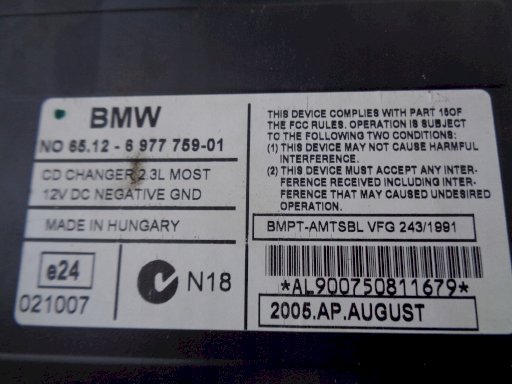 BMW
NO 65.12 - 6 977 759-01
CD CHANGER 2.3L MOST
12V DC NEGATIVE GND
MADE IN HUNGARY
e24
021007
N18
THIS DEVICE COMPLIES WITH PART 15OF
THE FCC RULES. OPERATION IS SUBJECT
TO THE FOLLOWING TWO CONDITIONS:
(1) THIS DEVICE MAY NOT CAUSE HARMFUL
INTERFERENCE.
(2) THIS DEVICE MUST ACCEPT ANY INTER-
FERENCE RECEIVED INCLUDING INTER-
FERENCE THAT MAY CAUSED UNDESIRED
OPERATION.
BMPT-AMTSBL VFG 243/1991
*AL900750811679*
2005.AP.AUGUST